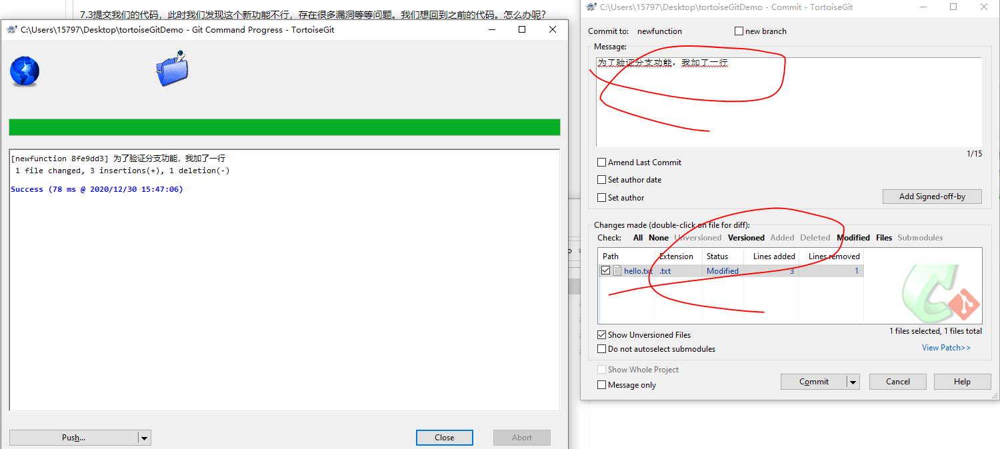 7.3提交我们的代码，此时我们发现这个新功能不行，存在很多漏洞等等问题。我们想回到之前的代码。怎么办呢？
C:\Users\15797\Desktop\tortoiseGitDemo - Git Command Progress - TortoiseGit
[newfunction 8fe9dd3] 为了验证分支功能，我加了一行
1 file changed, 3 insertions(+), 1 deletion(-)
Success (78 ms @ 2020/12/30 15:47:06)
Push...
Close
Abort
C:\Users\15797\Desktop\tortoiseGitDemo - Commit - TortoiseGit
Commit to: newfunction
new branch
Message:
为了验证分支功能，我加了一行
1/15
Amend Last Commit
Set author date
Set author
Add Signed-off-by
Changes made (double-click on file for diff):
Check: All None Unversioned Versioned Added Deleted Modified Files Submodules
Path Extension Status Lines added Lines removed
hello.txt .txt Modified 3 1
1 files selected, 1 files total
Show Unversioned Files
View Patch>>
Do not autoselect submodules
Show Whole Project
Message only
Commit
Cancel
Help